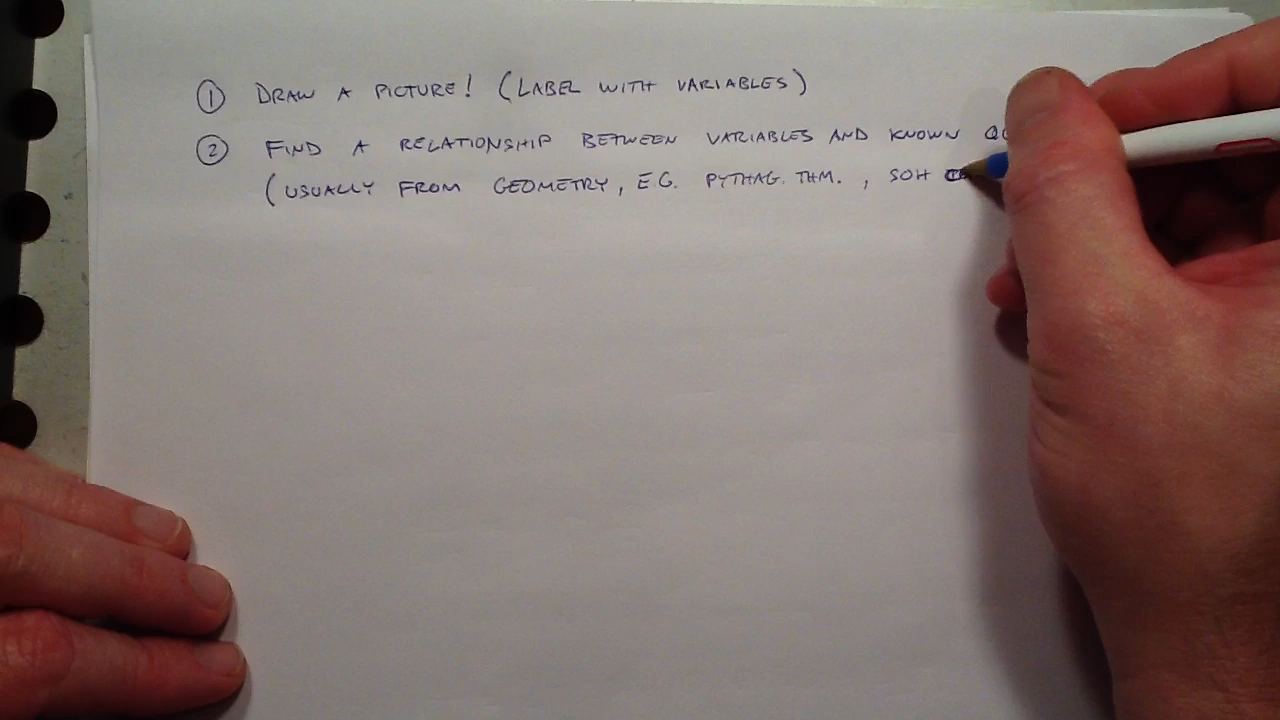 ① DRAW A PICTURE! (LABEL WITH VARIABLES)
② FIND A RELATIONSHIP BETWEEN VARIABLES AND KNOWN
(USUALLY FROM GEOMETRY, EG. PYTHAG. THM. , SOH